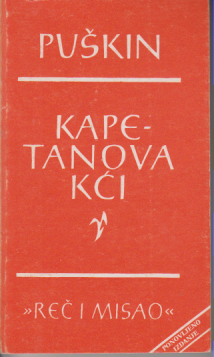 PUŠKIN
KAPE-
TANOVA
KĆI
»REČ I MISAO«
PONOVLJENO
IZDANJE